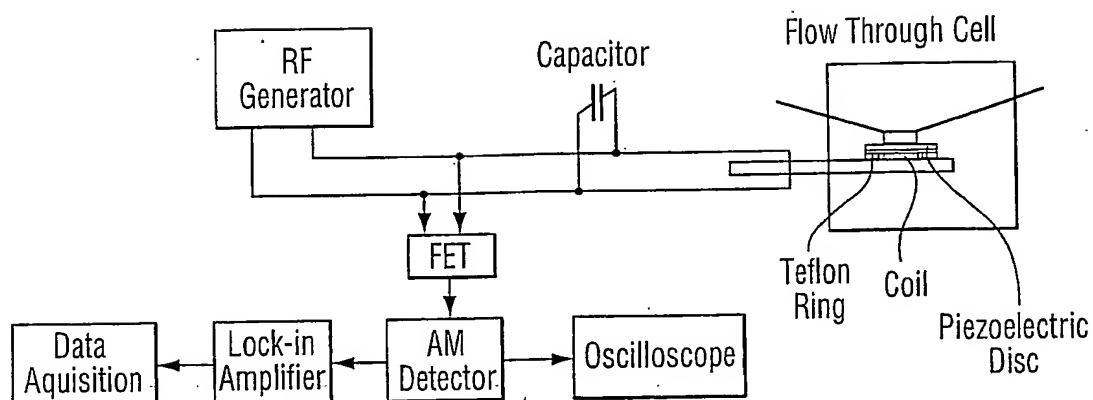 RF
Generator
Capacitor
Flow Through Cell
FET
Teflon
Ring
Coil
Piezoelectric
Disc
Data
Aquisition
Lock-in
Amplifier
AM
Detector
Oscilloscope